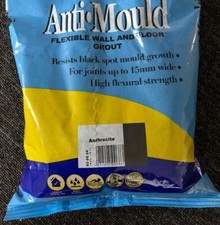 Anti-Mould
FLEXIBLE WALL AND FLOOR
GROUT
Resists black spot mould growth •
For joints up to 15mm wide •
High flexural strength •
Anthracite